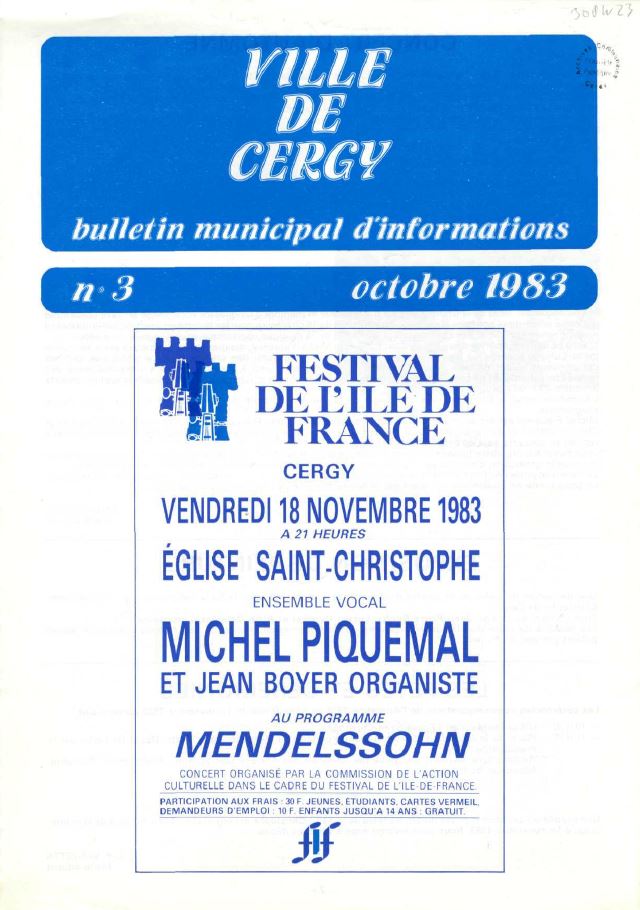 308W23
VILLE
DE
CERGY
bulletin municipal d'informations
n° 3
octobre 1983
FESTIVAL
DE L'ILE DE
FRANCE
CERGY
VENDREDI 18 NOVEMBRE 1983
A 21 HEURES
ÉGLISE SAINT-CHRISTOPHE
ENSEMBLE VOCAL
MICHEL PIQUEMAL
ET JEAN BOYER ORGANISTE
AU PROGRAMME
MENDELSSOHN
CONCERT ORGANISÉ PAR LA COMMISSION DE L'ACTION
CULTURELLE DANS LE CADRE DU FESTIVAL DE L'ILE-DE-FRANCE.
PARTICIPATION AUX FRAIS : 30 F. JEUNES, ÉTUDIANTS, CARTES VERMEIL,
DEMANDEURS D'EMPLOI : 10 F. ENFANTS JUSQU'A 14 ANS : GRATUIT.
fif